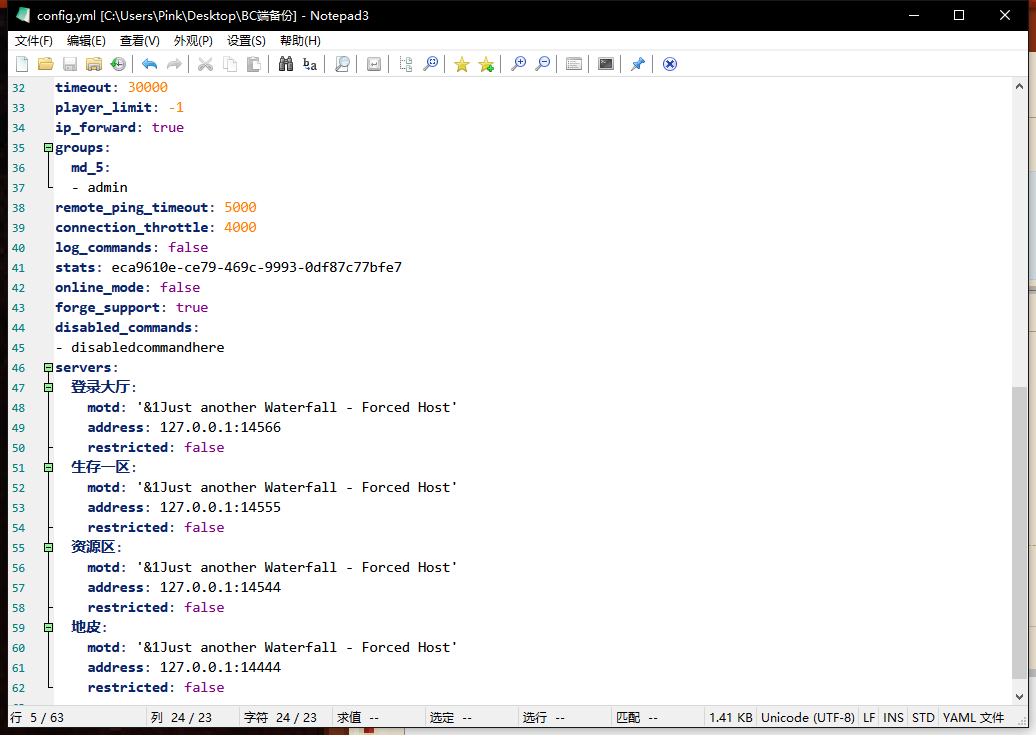 config.yml [C:\Users\Pink\Desktop\BC端备份] - Notepad3
文件(F) 编辑(E) 查看(V) 外观(P) 设置(S) 帮助(H)
32 timeout: 30000
33 player_limit: -1
34 ip_forward: true
35 groups:
36 md_5:
37 - admin
38 remote_ping_timeout: 5000
39 connection_throttle: 4000
40 log_commands: false
41 stats: eca9610e-ce79-469c-9993-0df87c77bfe7
42 online_mode: false
43 forge_support: true
44 disabled_commands:
45 - disabledcommandhere
46 servers:
47 登录大厅:
48 motd: '&1Just another Waterfall - Forced Host'
49 address: 127.0.0.1:14566
50 restricted: false
51 生存一区:
52 motd: '&1Just another Waterfall - Forced Host'
53 address: 127.0.0.1:14555
54 restricted: false
55 资源区:
56 motd: '&1Just another Waterfall - Forced Host'
57 address: 127.0.0.1:14544
58 restricted: false
59 地皮:
60 motd: '&1Just another Waterfall - Forced Host'
61 address: 127.0.0.1:14444
62 restricted: false
行 5 / 63 列 24 / 23 字符 24 / 23 求值 -- 选定 -- 选行 -- 匹配 -- 1.41 KB Unicode (UTF-8) LF INS STD YAML 文件